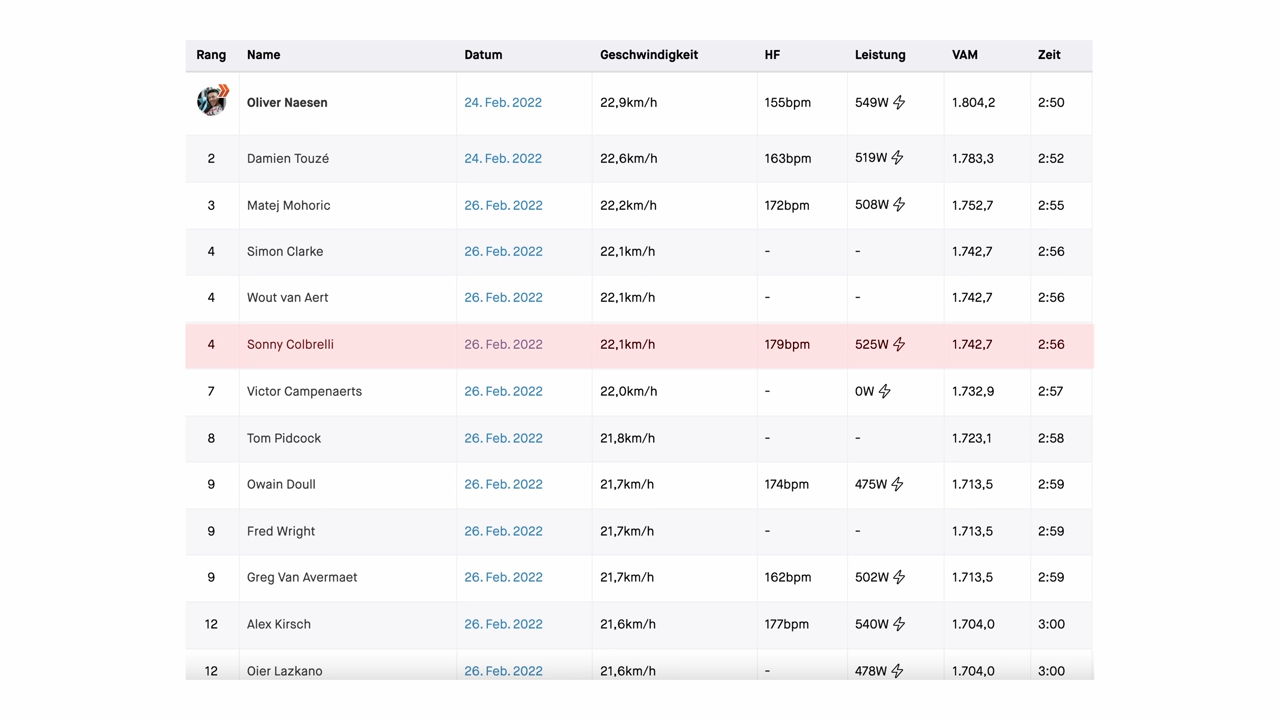 Rang Name Datum Geschwindigkeit HF Leistung VAM Zeit
Oliver Naesen 24. Feb. 2022 22,9km/h 155bpm 549W 1.804,2 2:50
2 Damien Touzé 24. Feb. 2022 22,6km/h 163bpm 519W 1.783,3 2:52
3 Matej Mohoric 26. Feb. 2022 22,2km/h 172bpm 508W 1.752,7 2:55
4 Simon Clarke 26. Feb. 2022 22,1km/h - - 1.742,7 2:56
4 Wout van Aert 26. Feb. 2022 22,1km/h - - 1.742,7 2:56
4 Sonny Colbrelli 26. Feb. 2022 22,1km/h 179bpm 525W 1.742,7 2:56
7 Victor Campenaerts 26. Feb. 2022 22,0km/h - 0W 1.732,9 2:57
8 Tom Pidcock 26. Feb. 2022 21,8km/h - - 1.723,1 2:58
9 Owain Doull 26. Feb. 2022 21,7km/h 174bpm 475W 1.713,5 2:59
9 Fred Wright 26. Feb. 2022 21,7km/h - - 1.713,5 2:59
9 Greg Van Avermaet 26. Feb. 2022 21,7km/h 162bpm 502W 1.713,5 2:59
12 Alex Kirsch 26. Feb. 2022 21,6km/h 177bpm 540W 1.704,0 3:00
12 Oier Lazkano 26. Feb. 2022 21,6km/h - 478W 1.704,0 3:00